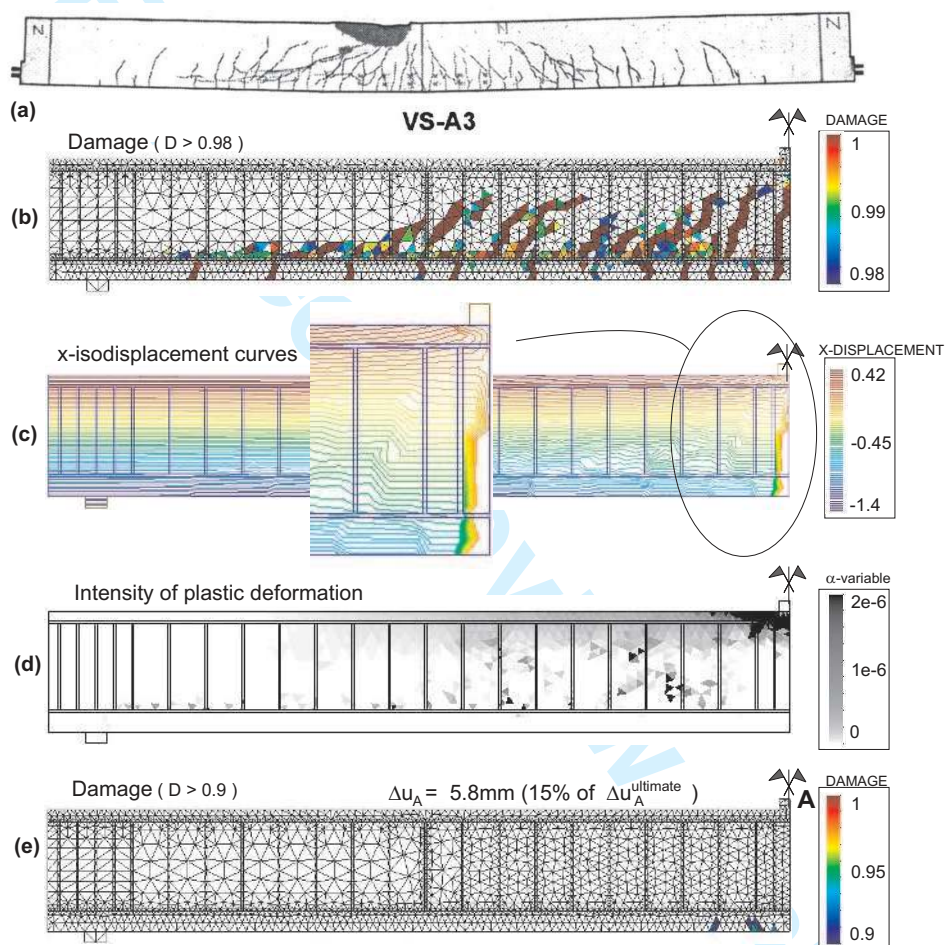 N N N
(a)
VS-A3
Damage ( D > 0.98 )
DAMAGE
1
0.99
0.98
(b)
x-isodisplacement curves
X-DISPLACEMENT
0.42
-0.45
-1.4
(c)
Intensity of plastic deformation
α-variable
2e-6
1e-6
0
(d)
Damage ( D > 0.9 )
Δu_A = 5.8mm (15% of Δu_A^ultimate )
A
DAMAGE
1
0.95
0.9
(e)